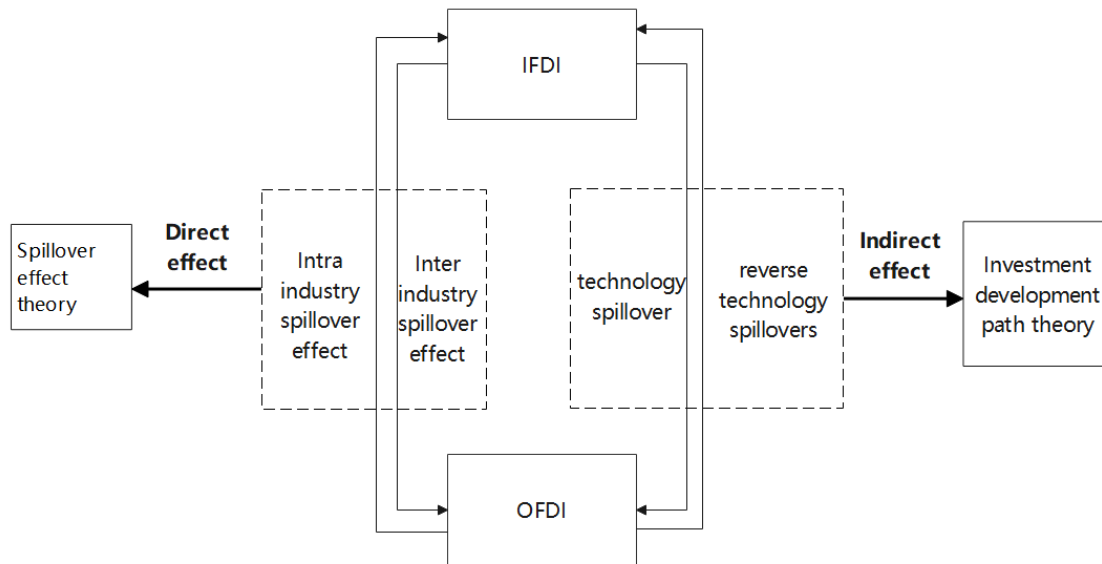 IFDI
Spillover
effect
theory
Direct
effect
Intra
industry
spillover
effect
Inter
industry
spillover
effect
technology
spillover
reverse
technology
spillovers
Indirect
effect
Investment
development
path theory
OFDI